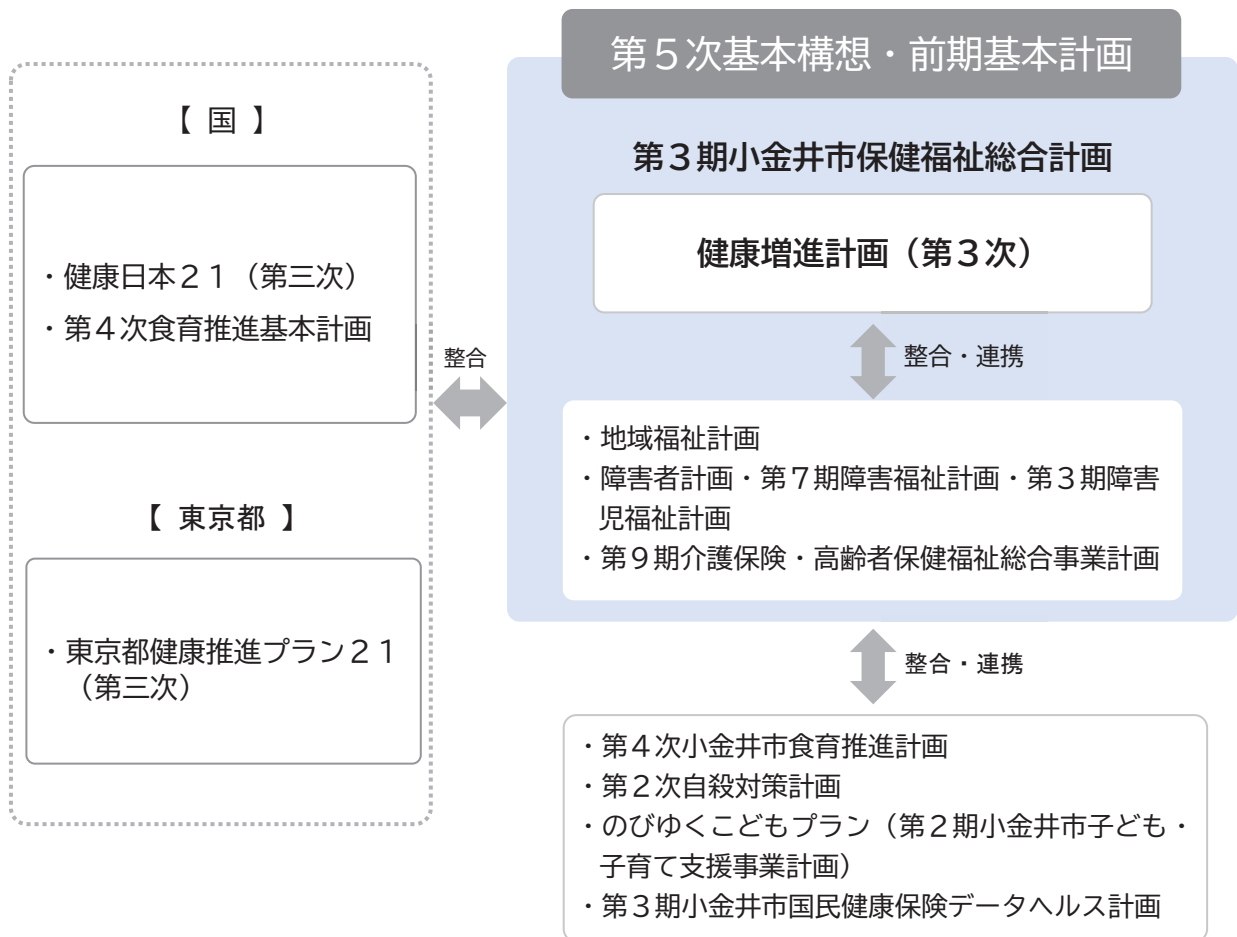 第５次基本構想・前期基本計画
【 国 】
・健康日本２１（第三次）
・第４次食育推進基本計画
【 東京都 】
・東京都健康推進プラン２１
（第三次）
整合
第３期小金井市保健福祉総合計画
健康増進計画（第３次）
整合・連携
・地域福祉計画
・障害者計画・第７期障害福祉計画・第３期障害
児福祉計画
・第９期介護保険・高齢者保健福祉総合事業計画
整合・連携
・第４次小金井市食育推進計画
・第２次自殺対策計画
・のびゆくこどもプラン（第２期小金井市子ども・
子育て支援事業計画）
・第３期小金井市国民健康保険データヘルス計画